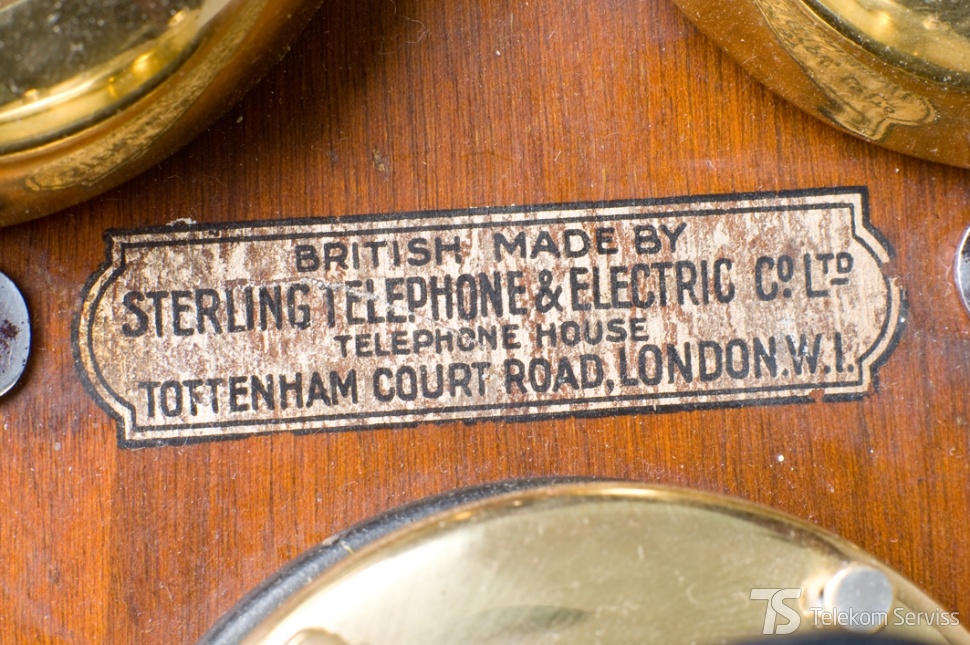 BRITISH MADE BY
STERLING TELEPHONE & ELECTRIC Co. LTD
TELEPHONE HOUSE
TOTTENHAM COURT ROAD, LONDON.W.1.
TS Telekom Serviss